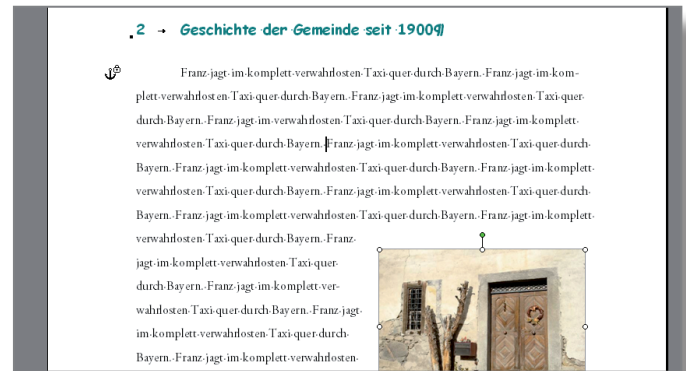 2 → Geschichte·der·Gemeinde·seit·1900¶
Franz·jagt·im·komplett·verwahrlosten·Taxi·quer·durch·Bayern.·Franz·jagt·im·kom-
plett·verwahrlosten·Taxi·quer·durch·Bayern.·Franz·jagt·im·komplett·verwahrlosten·Taxi·quer·
durch·Bayern.·Franz·jagt·im·verwahrlosten·Taxi·quer·durch·Bayern.·Franz·jagt·im·komplett·
verwahrlosten·Taxi·quer·durch·Bayern.·Franz·jagt·im·komplett·verwahrlosten·Taxi·quer·durch·
Bayern.·Franz·jagt·im·komplett·verwahrlosten·Taxi·quer·durch·Bayern.·Franz·jagt·im·komplett·
verwahrlosten·Taxi·quer·durch·Bayern.·Franz·jagt·im·komplett·verwahrlosten·Taxi·quer·durch·
Bayern.·Franz·jagt·im·komplett·verwahrlosten·Taxi·quer·durch·Bayern.·Franz·jagt·im·komplett·
verwahrlosten·Taxi·quer·durch·Bayern.·Franz·
jagt·im·komplett·verwahrlosten·Taxi·quer·
durch·Bayern.·Franz·jagt·im·komplett·ver-
wahrlosten·Taxi·quer·durch·Bayern.·Franz·jagt·
im·komplett·verwahrlosten·Taxi·quer·durch·
Bayern.·Franz·jagt·im·komplett·verwahrlosten·